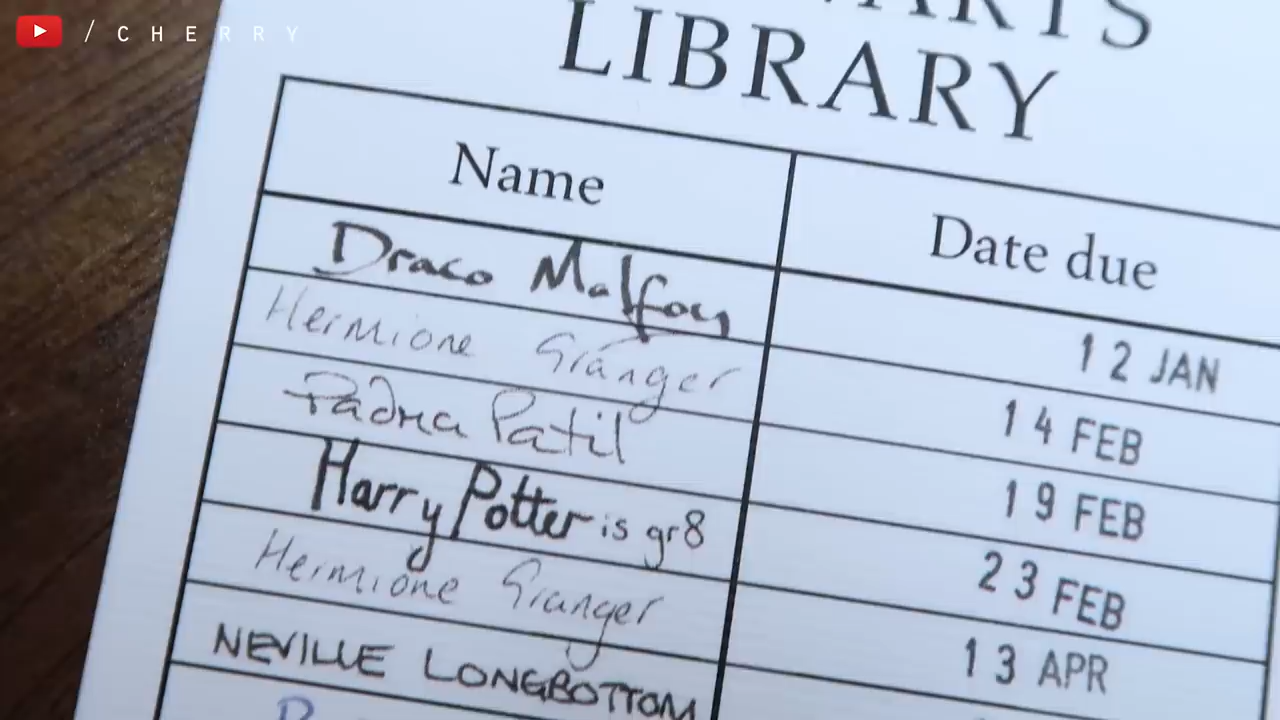 / CHERRY
LIBRARY
Name Date due
Draco Malfoy 12 JAN
Hermione Granger 14 FEB
Padma Patil 19 FEB
Harry Potter is gr8 23 FEB
Hermione Granger 13 APR
NEVILLE LONGBOTTOM